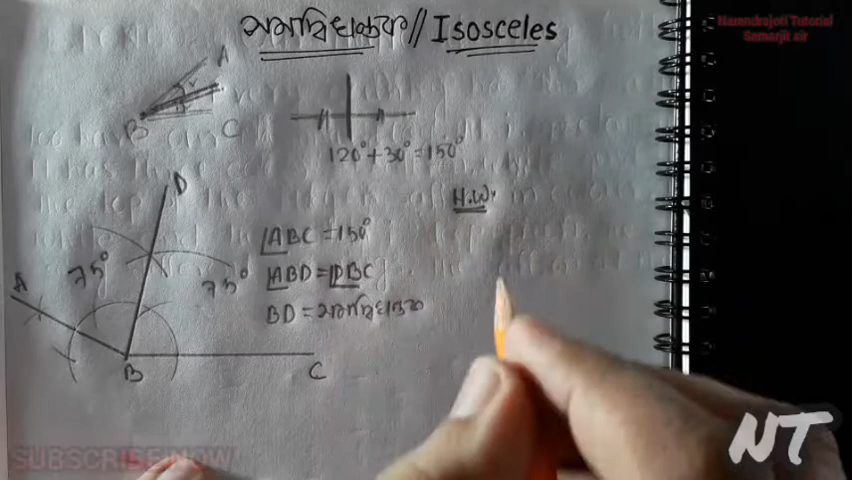 সমদ্বিখণ্ডক // Isosceles
Narendrajoti Tutorial
Samarjit sir
A
B
C
120°+30°=150°
H.W.
D
∠ABC =150°
75°
75°
∠ABD=∠DBC
A
BD = সমদ্বিখণ্ডক
B
C
SUBSCRIBE NOW
NT